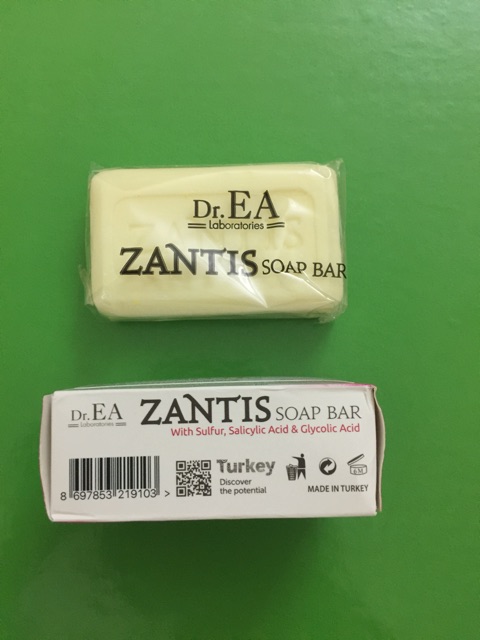 Dr. EA
Laboratories
ZANTIS SOAP BAR
Dr. EA
Laboratories
ZANTIS SOAP BAR
With Sulfur, Salicylic Acid & Glycolic Acid
8 697853 219103 >
Turkey
Discover
the potential
MADE IN TURKEY